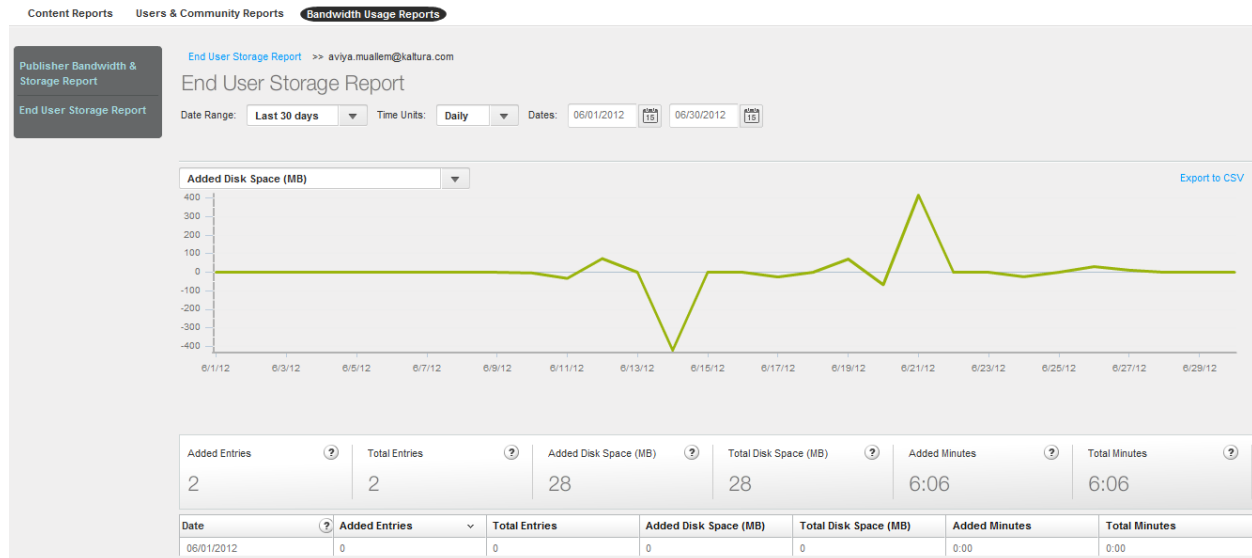 Content Reports Users & Community Reports Bandwidth Usage Reports
Publisher Bandwidth &
Storage Report
End User Storage Report
End User Storage Report >> aviya.muallem@kaltura.com
End User Storage Report
Date Range: Last 30 days Time Units: Daily Dates: 06/01/2012 15 06/30/2012 15
Added Disk Space (MB) Export to CSV
400
300
200
100
0
-100
-200
-300
-400
6/1/12 6/3/12 6/5/12 6/7/12 6/9/12 6/11/12 6/13/12 6/15/12 6/17/12 6/19/12 6/21/12 6/23/12 6/25/12 6/27/12 6/29/12
Added Entries ? Total Entries ? Added Disk Space (MB) ? Total Disk Space (MB) ? Added Minutes ? Total Minutes ?
2 2 28 28 6:06 6:06
Date ? Added Entries Total Entries Added Disk Space (MB) Total Disk Space (MB) Added Minutes Total Minutes
06/01/2012 0 0 0 0 0:00 0:00